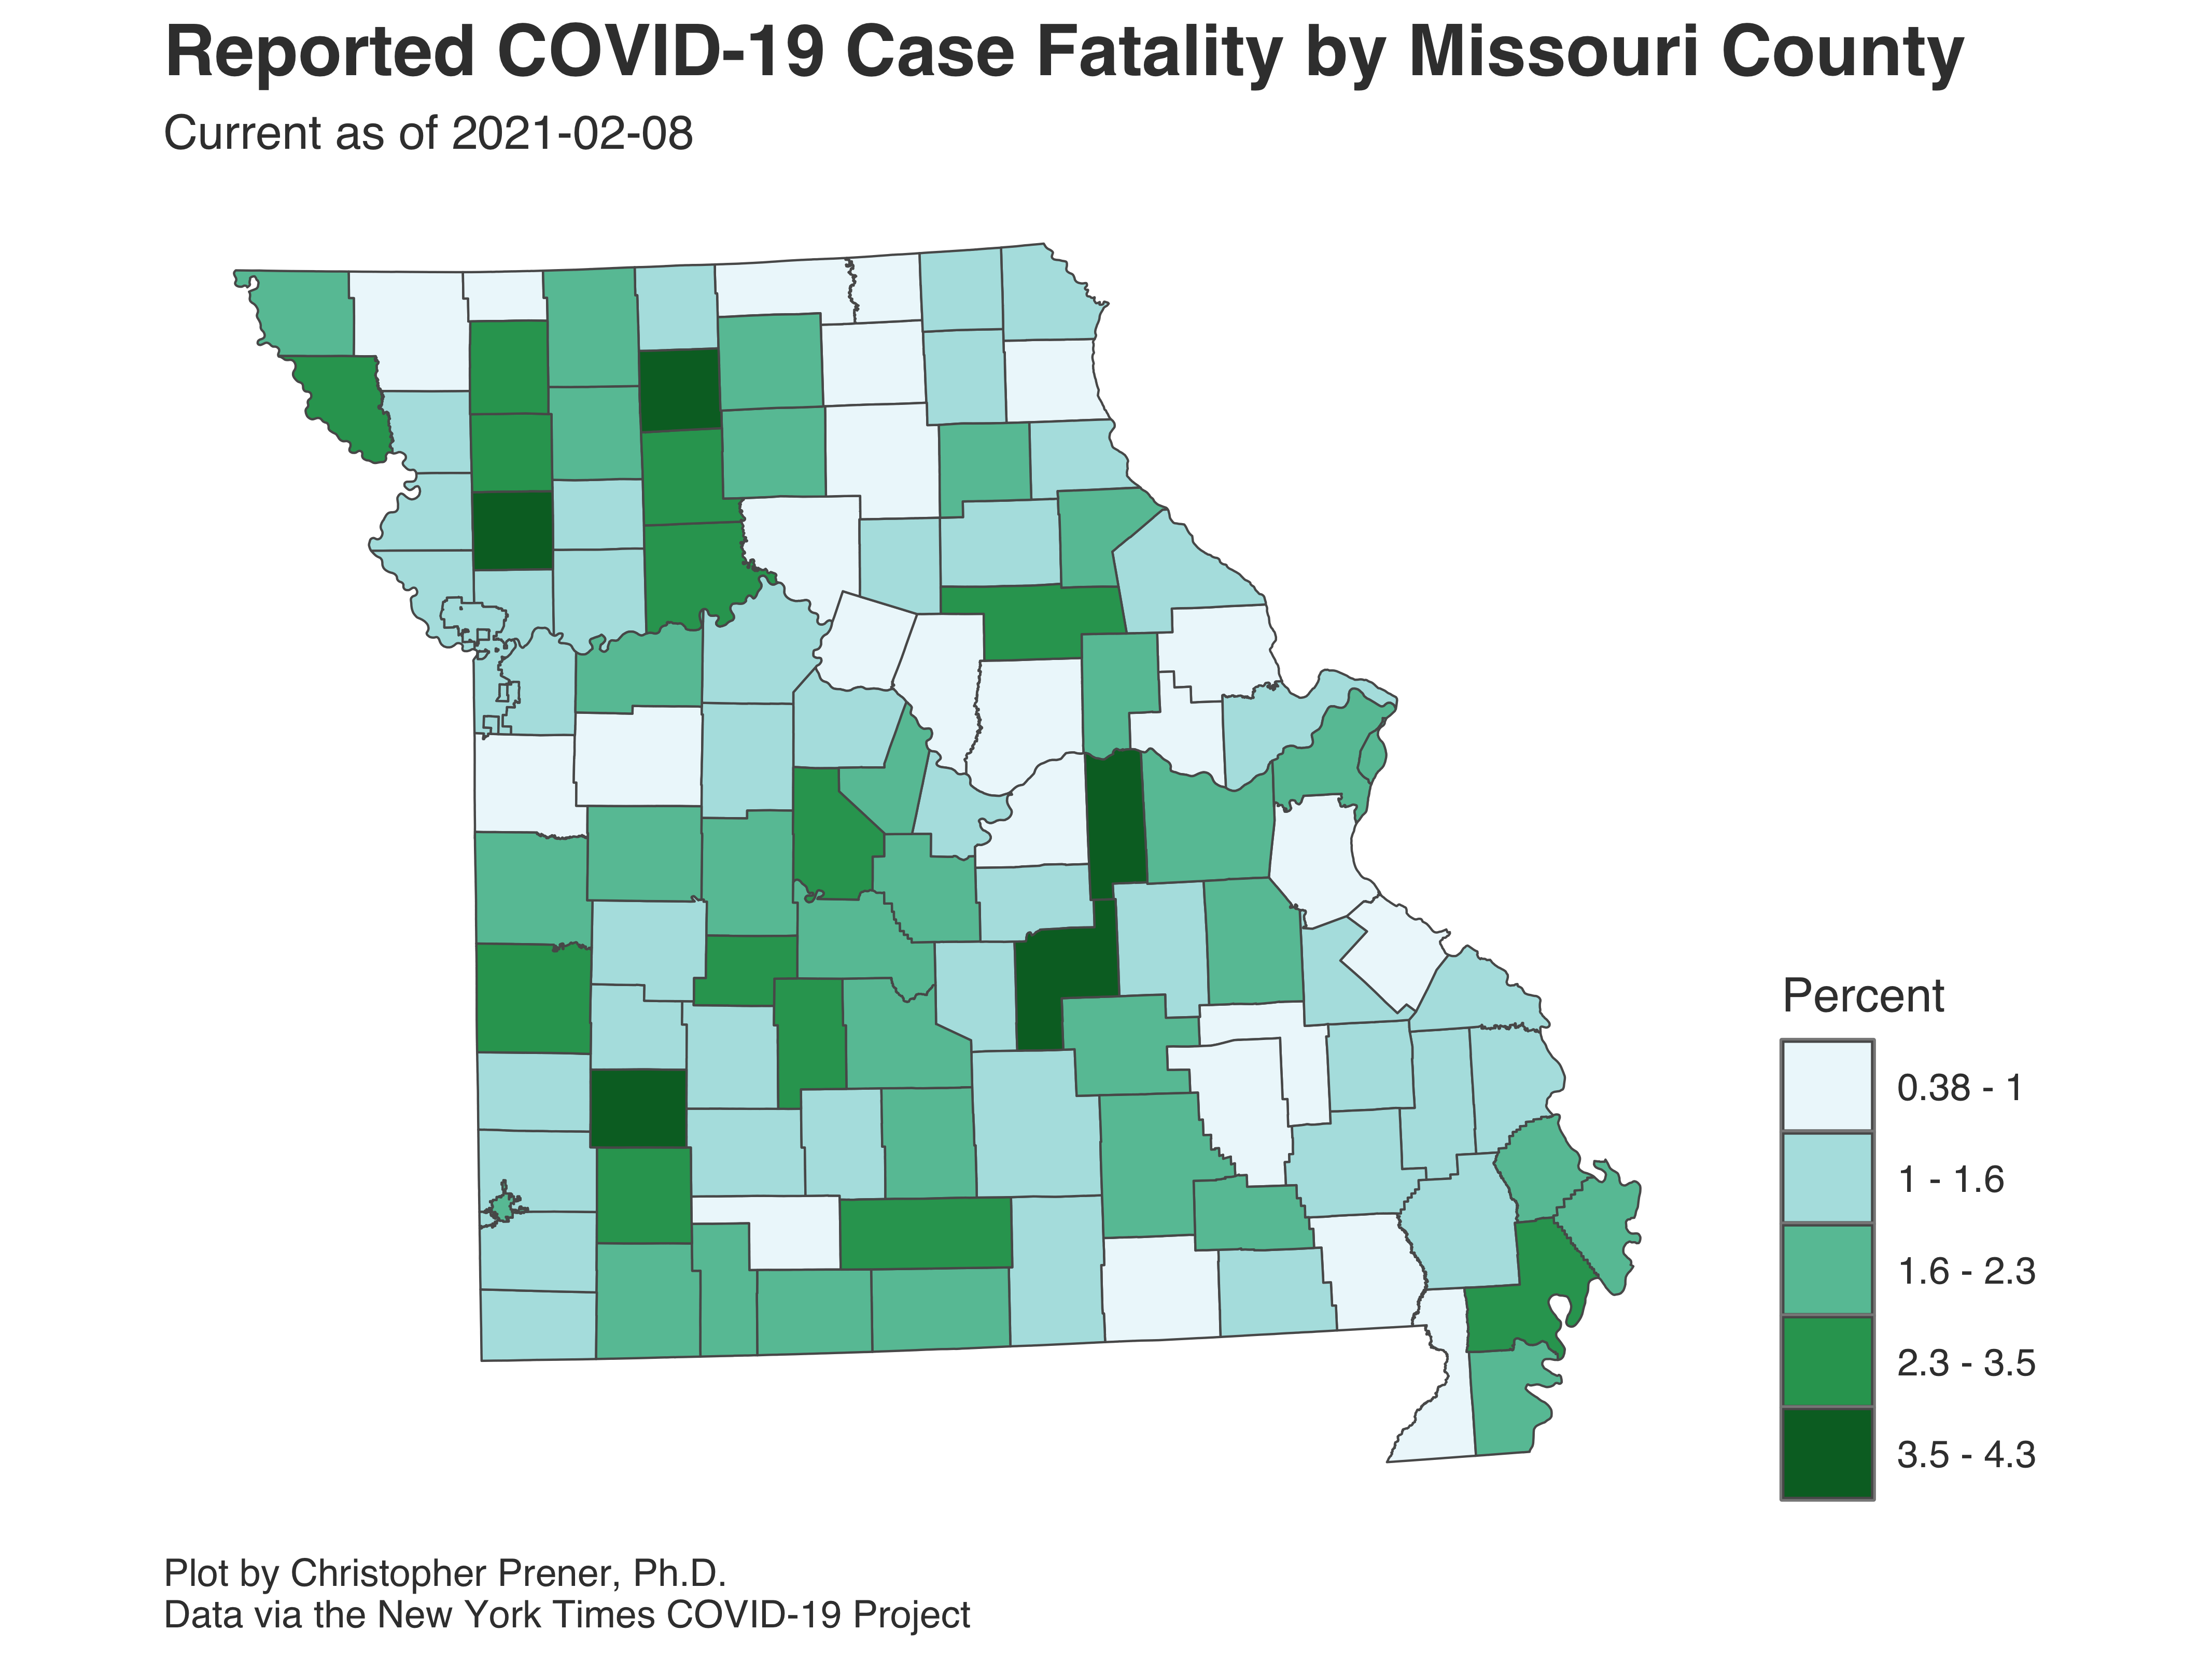 Reported COVID-19 Case Fatality by Missouri County
Current as of 2021-02-08
Percent
0.38 - 1
1 - 1.6
1.6 - 2.3
2.3 - 3.5
3.5 - 4.3
Plot by Christopher Prener, Ph.D.
Data via the New York Times COVID-19 Project